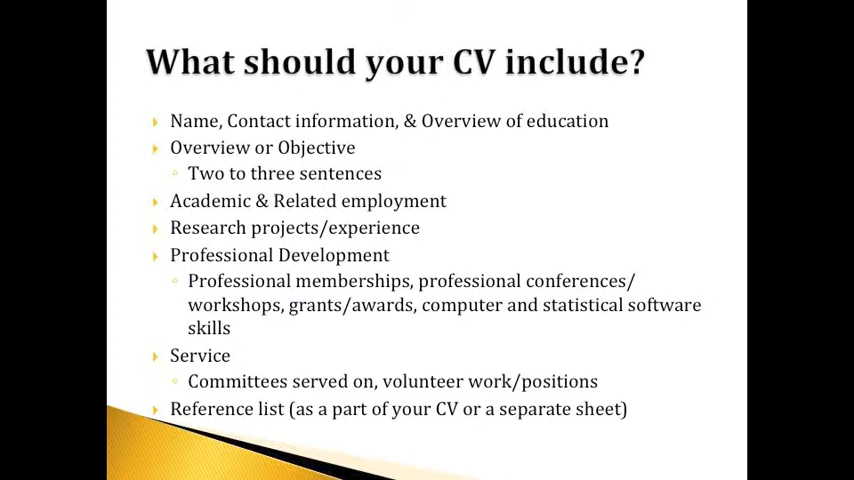 What should your CV include?
Name, Contact information, & Overview of education
Overview or Objective
Two to three sentences
Academic & Related employment
Research projects/experience
Professional Development
Professional memberships, professional conferences/
workshops, grants/awards, computer and statistical software
skills
Service
Committees served on, volunteer work/positions
Reference list (as a part of your CV or a separate sheet)